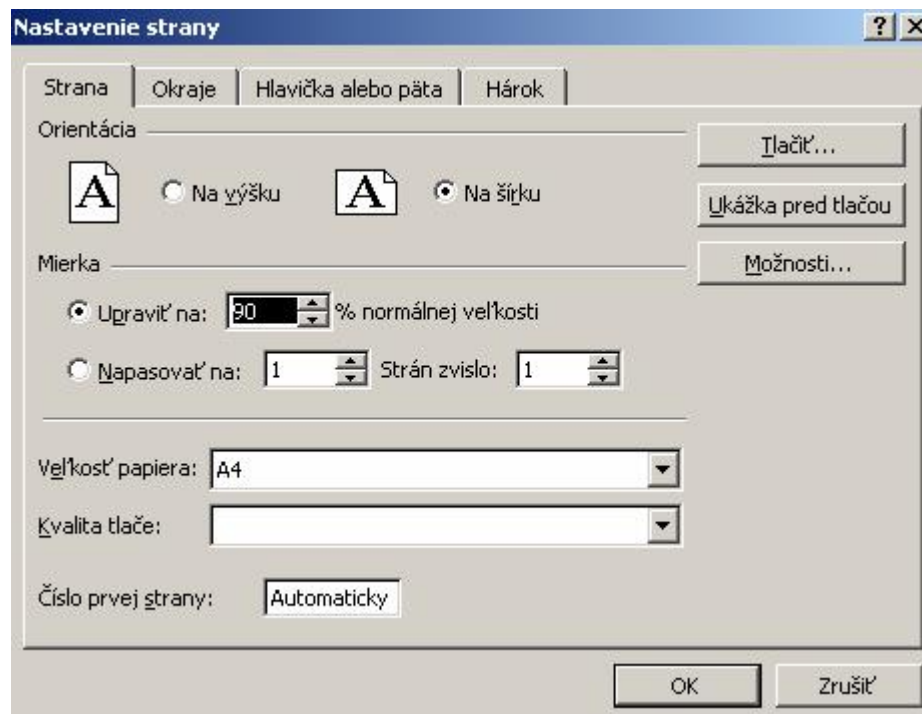 Nastavenie strany
Strana Okraje Hlavička alebo päta Hárok
Orientácia
A Na výšku A Na šírku
Mierka
Upraviť na: 90 % normálnej veľkosti
Napasovať na: 1 Strán zvislo: 1
Veľkosť papiera: A4
Kvalita tlače:
Číslo prvej strany: Automaticky
Tlačiť...
Ukážka pred tlačou
Možnosti...
OK Zrušiť